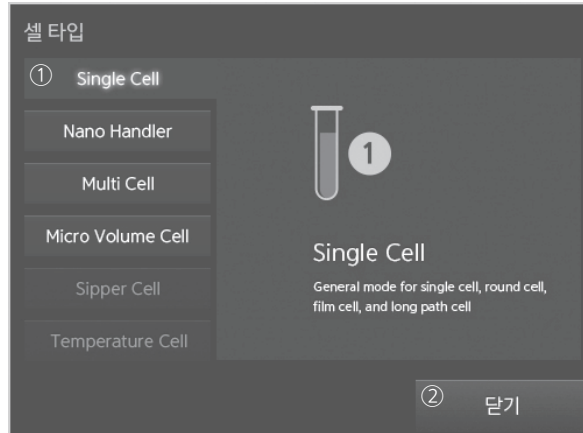 셀 타입
① Single Cell
Nano Handler
Multi Cell
Micro Volume Cell
Sipper Cell
Temperature Cell
1
Single Cell
General mode for single cell, round cell,
film cell, and long path cell
② 닫기